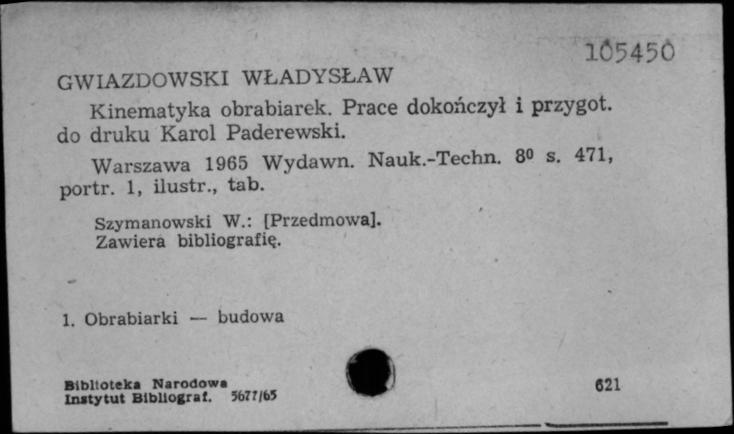 105450
GWIAZDOWSKI WŁADYSŁAW
Kinematyka obrabiarek. Prace dokończył i przygot.
do druku Karol Paderewski.
Warszawa 1965 Wydawn. Nauk.-Techn. 8⁰ s. 471,
portr. 1, ilustr., tab.
Szymanowski W.: [Przedmowa].
Zawiera bibliografię.
1. Obrabiarki — budowa
Biblioteka Narodowa
Instytut Bibliograf. 5677/65
621